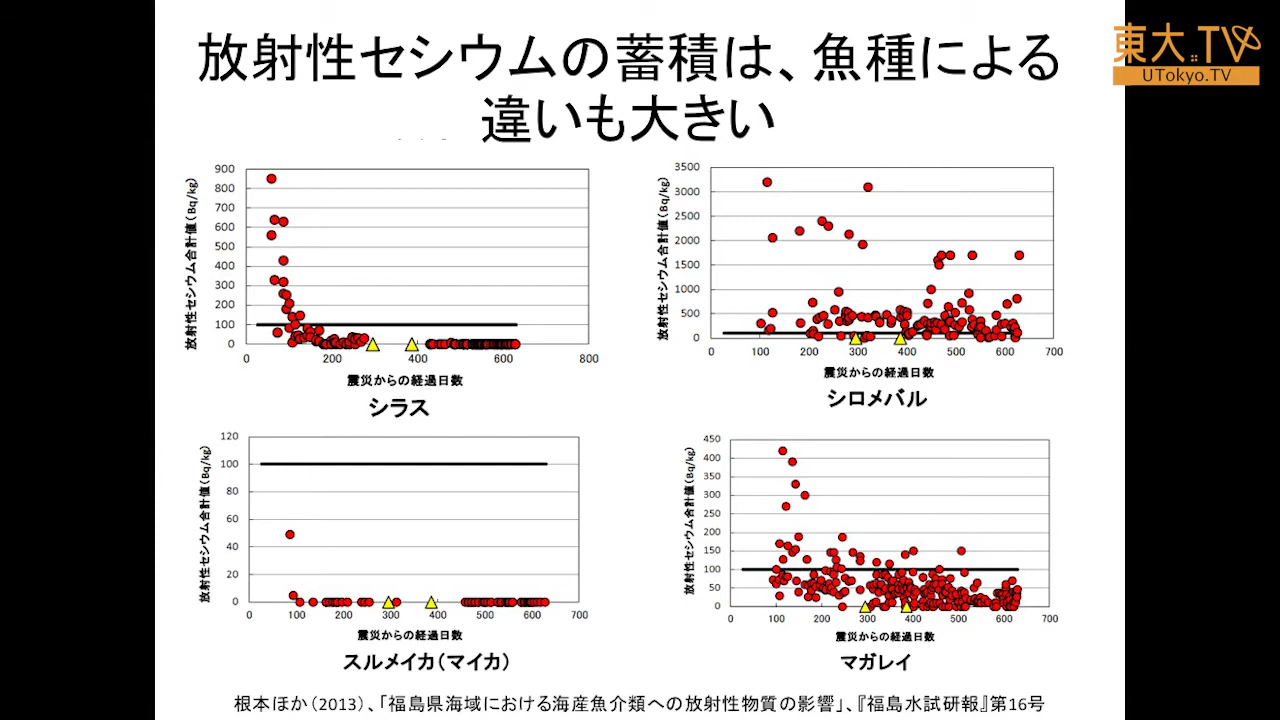 放射性セシウムの蓄積は、魚種による
違いも大きい
東大TV
UTokyo.TV
放射性セシウム合計値(Bq/kg)
900
800
700
600
500
400
300
200
100
0
0 200 400 600 800
震災からの経過日数
シラス
放射性セシウム合計値(Bq/kg)
3500
3000
2500
2000
1500
1000
500
0
0 100 200 300 400 500 600 700
震災からの経過日数
シロメバル
放射性セシウム合計値(Bq/kg)
120
100
80
60
40
20
0
0 100 200 300 400 500 600 700
震災からの経過日数
スルメイカ(マイカ)
放射性セシウム合計値(Bq/kg)
450
400
350
300
250
200
150
100
50
0
0 100 200 300 400 500 600 700
震災からの経過日数
マガレイ
根本ほか(2013)、「福島県海域における海産魚介類への放射性物質の影響」、『福島水試研報』第16号